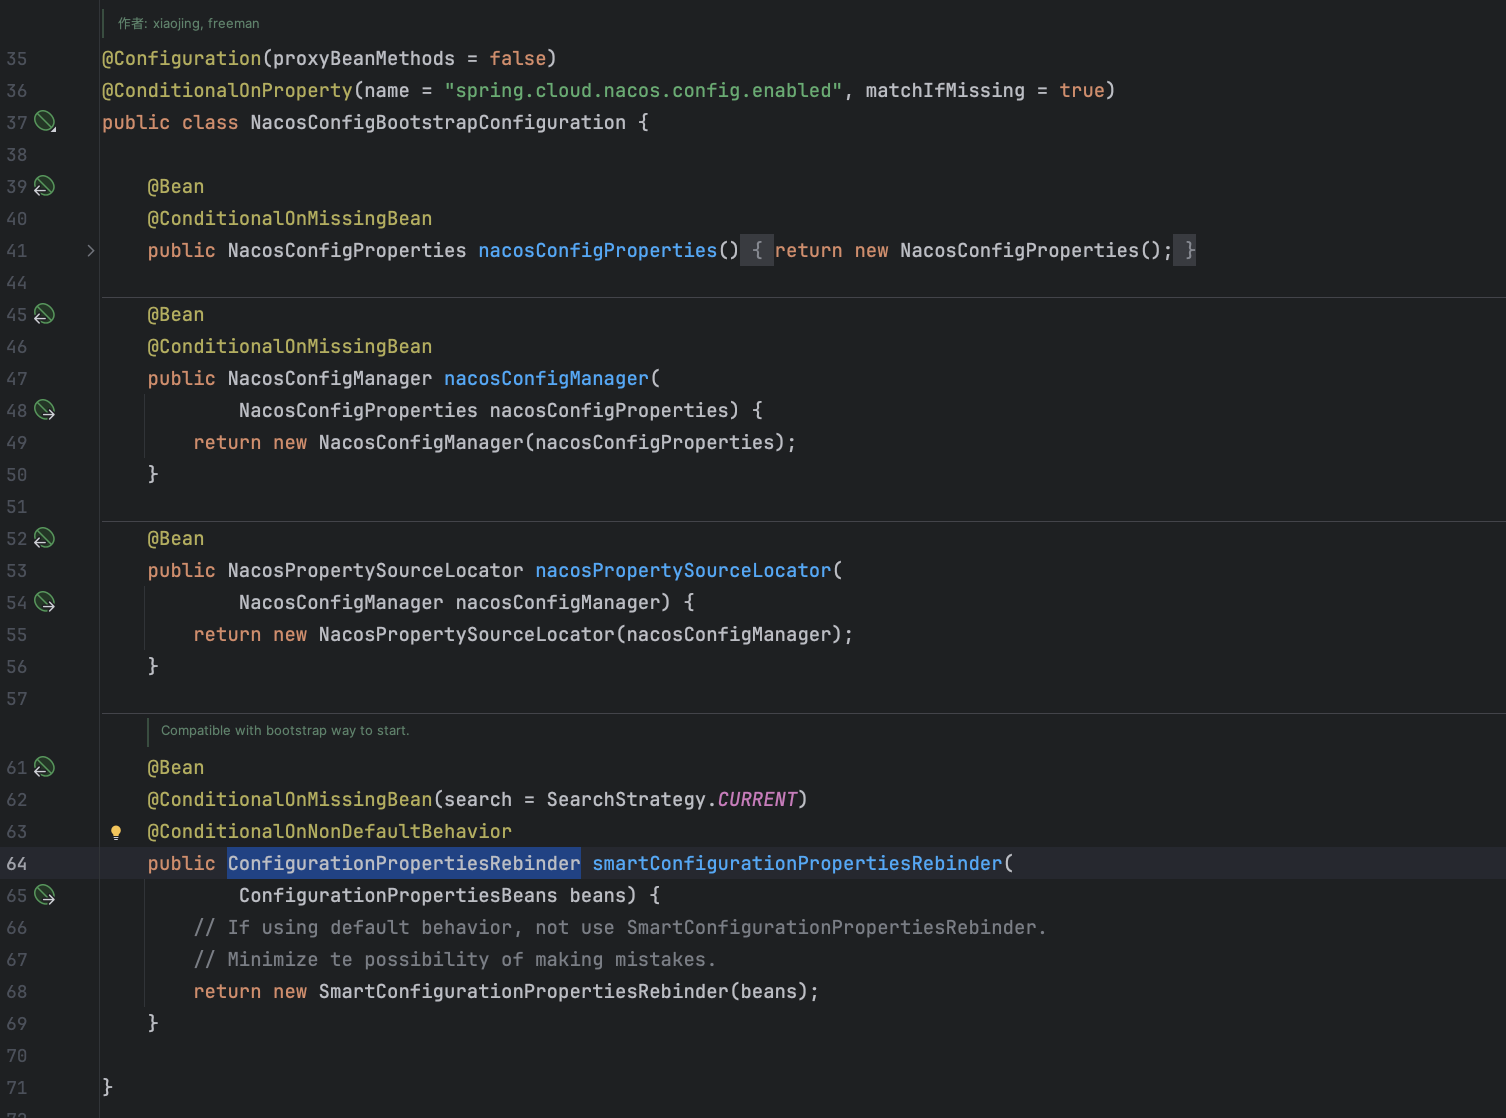 作者: xiaojing, freeman
35 @Configuration(proxyBeanMethods = false)
36 @ConditionalOnProperty(name = "spring.cloud.nacos.config.enabled", matchIfMissing = true)
37 public class NacosConfigBootstrapConfiguration {
38
39 @Bean
40 @ConditionalOnMissingBean
41 public NacosConfigProperties nacosConfigProperties() { return new NacosConfigProperties(); }
44
45 @Bean
46 @ConditionalOnMissingBean
47 public NacosConfigManager nacosConfigManager(
48 NacosConfigProperties nacosConfigProperties) {
49 return new NacosConfigManager(nacosConfigProperties);
50 }
51
52 @Bean
53 public NacosPropertySourceLocator nacosPropertySourceLocator(
54 NacosConfigManager nacosConfigManager) {
55 return new NacosPropertySourceLocator(nacosConfigManager);
56 }
57
Compatible with bootstrap way to start.
61 @Bean
62 @ConditionalOnMissingBean(search = SearchStrategy.CURRENT)
63 @ConditionalOnNonDefaultBehavior
64 public ConfigurationPropertiesRebinder smartConfigurationPropertiesRebinder(
65 ConfigurationPropertiesBeans beans) {
66 // If using default behavior, not use SmartConfigurationPropertiesRebinder.
67 // Minimize te possibility of making mistakes.
68 return new SmartConfigurationPropertiesRebinder(beans);
69 }
70
71 }